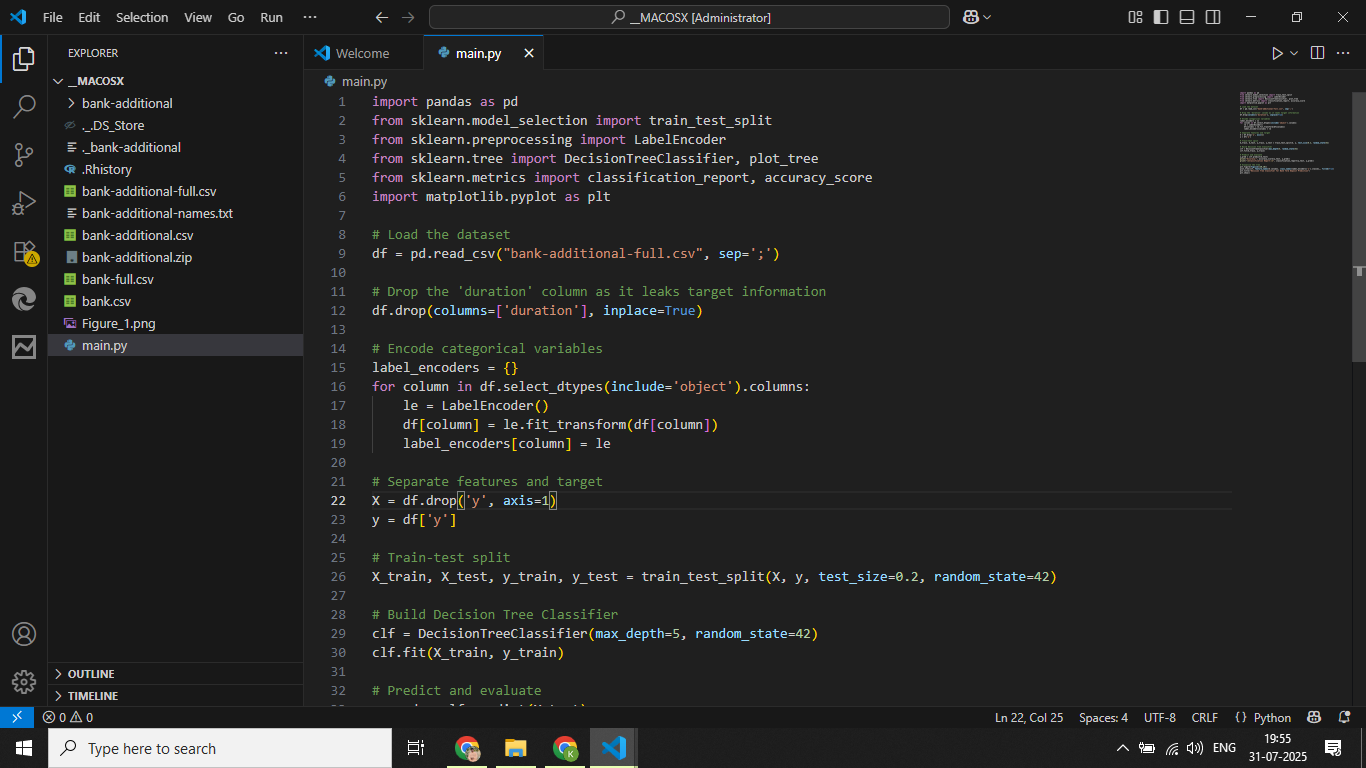 File Edit Selection View Go Run ··· __MACOSX [Administrator]
EXPLORER ···
__MACOSX
bank-additional
._.DS_Store
._bank-additional
.Rhistory
bank-additional-full.csv
bank-additional-names.txt
bank-additional.csv
bank-additional.zip
bank-full.csv
bank.csv
Figure_1.png
main.py
OUTLINE
TIMELINE
Welcome main.py
main.py
1 import pandas as pd
2 from sklearn.model_selection import train_test_split
3 from sklearn.preprocessing import LabelEncoder
4 from sklearn.tree import DecisionTreeClassifier, plot_tree
5 from sklearn.metrics import classification_report, accuracy_score
6 import matplotlib.pyplot as plt
7
8 # Load the dataset
9 df = pd.read_csv("bank-additional-full.csv", sep=';')
10
11 # Drop the 'duration' column as it leaks target information
12 df.drop(columns=['duration'], inplace=True)
13
14 # Encode categorical variables
15 label_encoders = {}
16 for column in df.select_dtypes(include='object').columns:
17     le = LabelEncoder()
18     df[column] = le.fit_transform(df[column])
19     label_encoders[column] = le
20
21 # Separate features and target
22 X = df.drop('y', axis=1)
23 y = df['y']
24
25 # Train-test split
26 X_train, X_test, y_train, y_test = train_test_split(X, y, test_size=0.2, random_state=42)
27
28 # Build Decision Tree Classifier
29 clf = DecisionTreeClassifier(max_depth=5, random_state=42)
30 clf.fit(X_train, y_train)
31
32 # Predict and evaluate
0 0 Ln 22, Col 25 Spaces: 4 UTF-8 CRLF {} Python
Type here to search
K
ENG
19:55
31-07-2025